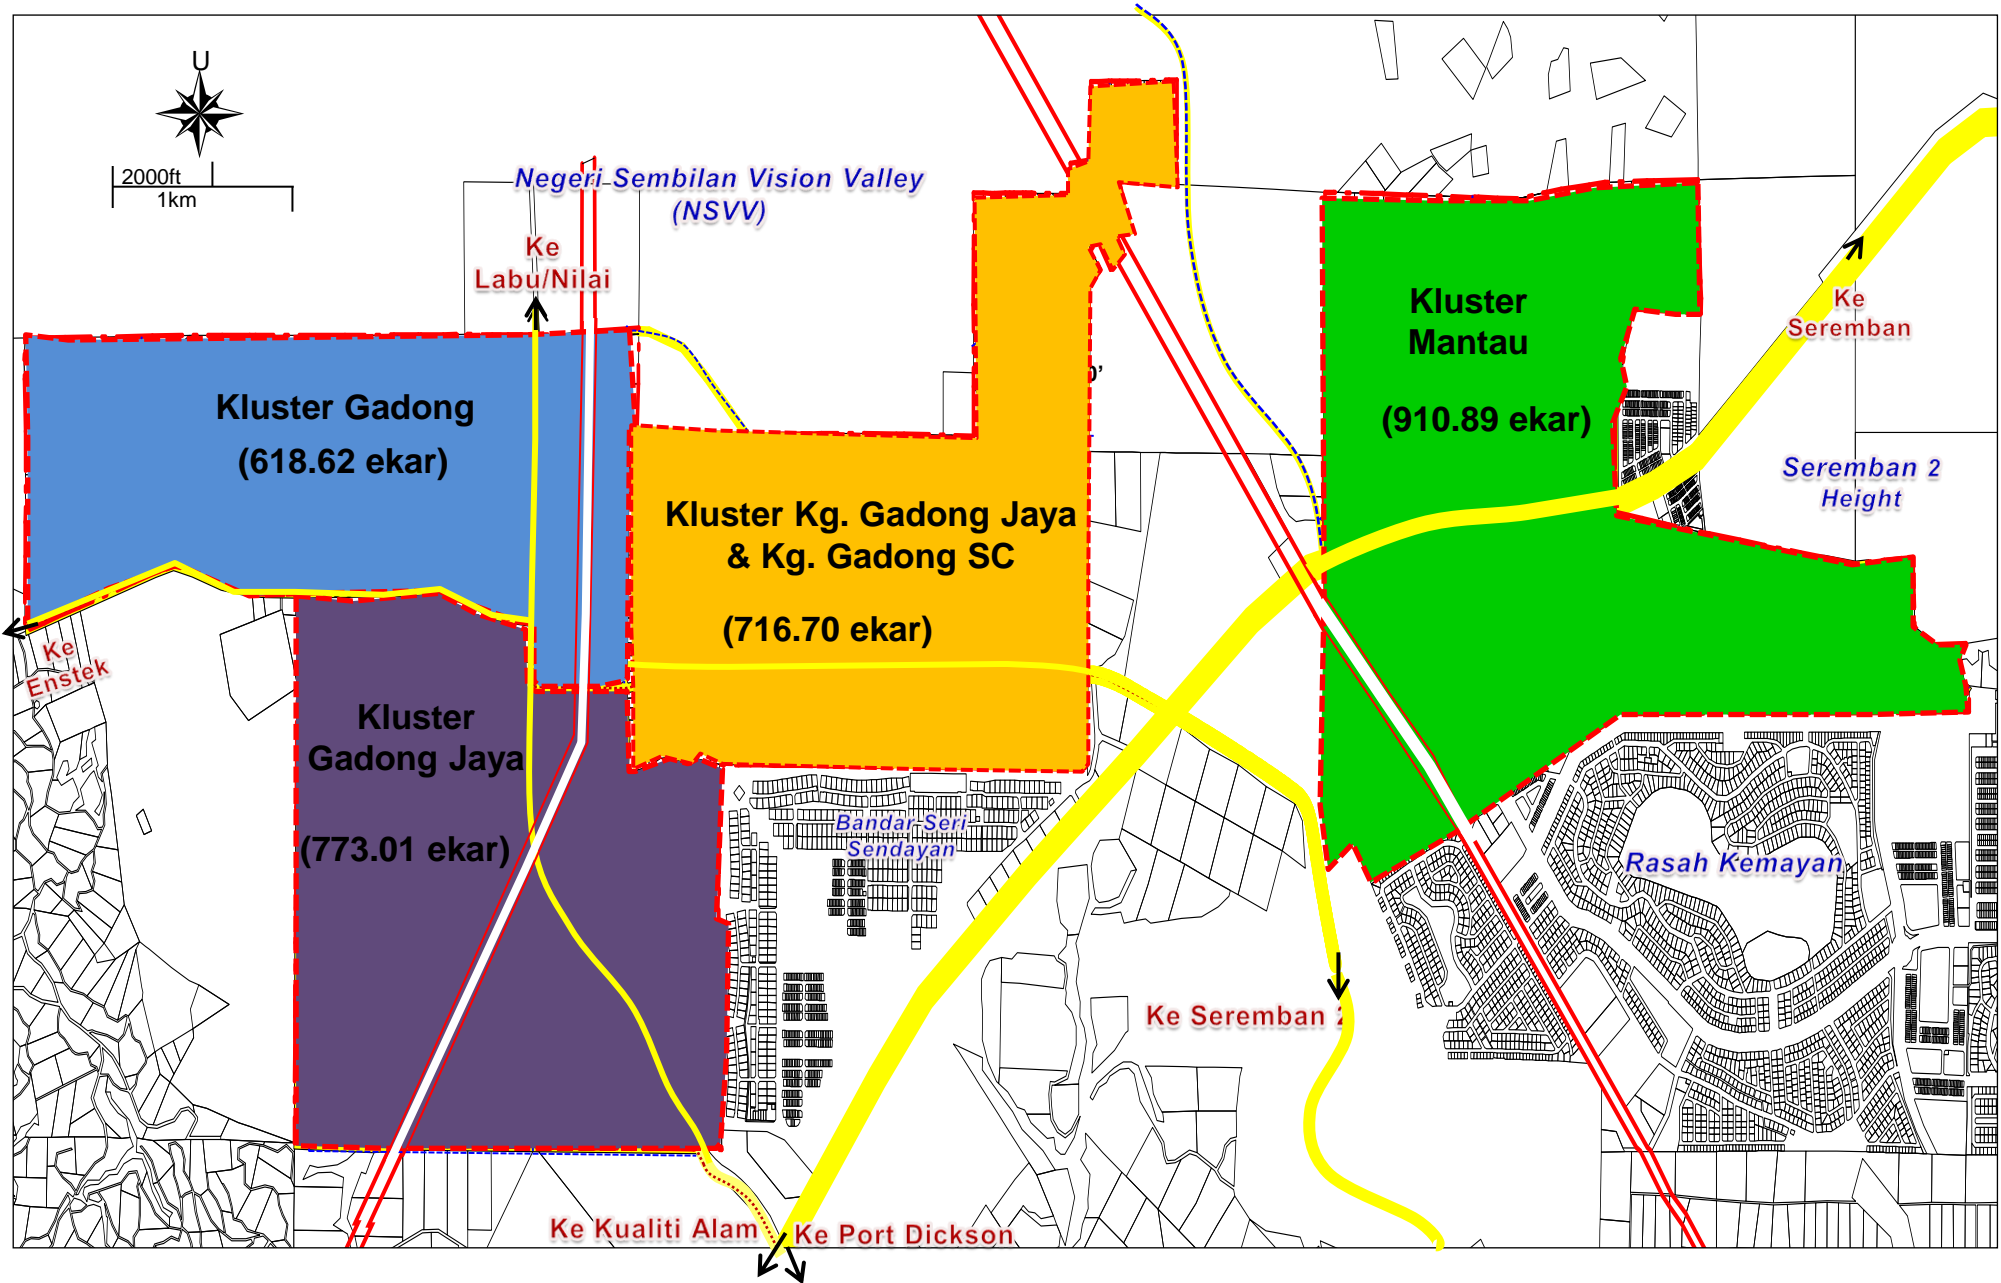 U
2000ft
1km
Negeri Sembilan Vision Valley
(NSVV)
Ke
Labu/Nilai
Kluster
Mantau
(910.89 ekar)
Ke
Seremban
Kluster Gadong
(618.62 ekar)
0'
Seremban 2
Height
Kluster Kg. Gadong Jaya
& Kg. Gadong SC
(716.70 ekar)
Ke
Enstek
Kluster
Gadong Jaya
(773.01 ekar)
Bandar Seri
Sendayan
Rasah Kemayan
Ke Seremban 2
Ke Kualiti Alam
Ke Port Dickson